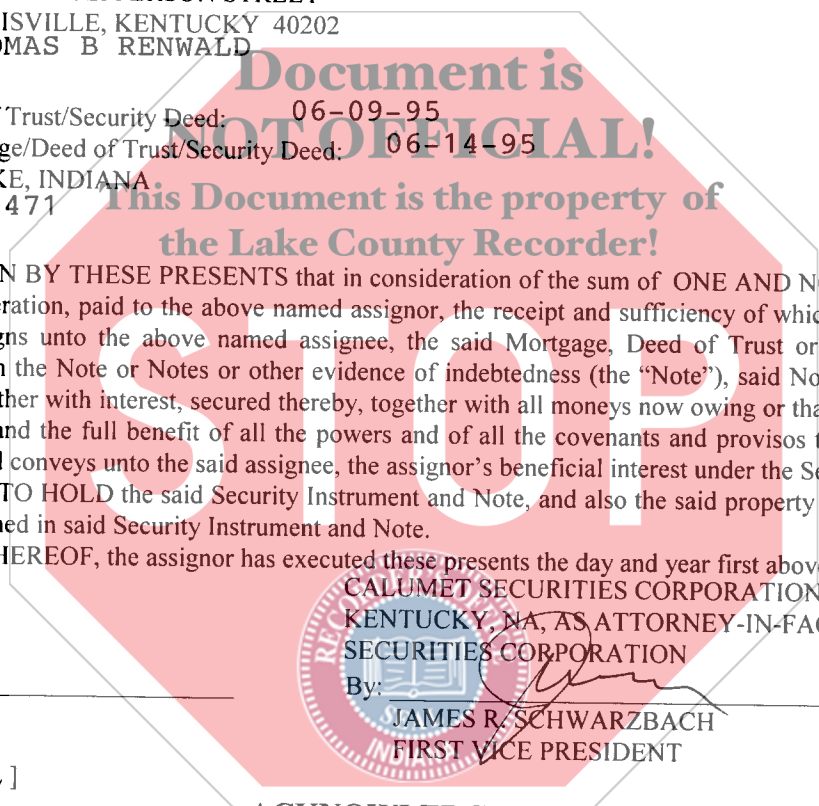 ISVILLE, KENTUCKY 40202
OMAS B RENWALD
Document is
Trust/Security Deed: 06-09-95
NOT OFFICIAL!
ge/Deed of Trust/Security Deed: 06-14-95
KE, INDIANA
471
This Document is the property of
the Lake County Recorder!
N BY THESE PRESENTS that in consideration of the sum of ONE AND N
ration, paid to the above named assignor, the receipt and sufficiency of whic
gns unto the above named assignee, the said Mortgage, Deed of Trust or
the Note or Notes or other evidence of indebtedness (the “Note”), said No
ther with interest, secured thereby, together with all moneys now owing or tha
and the full benefit of all the powers and of all the covenants and provisos t
conveys unto the said assignee, the assignor’s beneficial interest under the Se
TO HOLD the said Security Instrument and Note, and also the said property
ned in said Security Instrument and Note.
HEREOF, the assignor has executed these presents the day and year first above
STOP
CALUMET SECURITIES CORPORATION
KENTUCKY, NA, AS ATTORNEY-IN-FAC
SECURITIES CORPORATION
By:
JAMES R. SCHWARZBACH
FIRST VICE PRESIDENT
SEAL
INDIANA